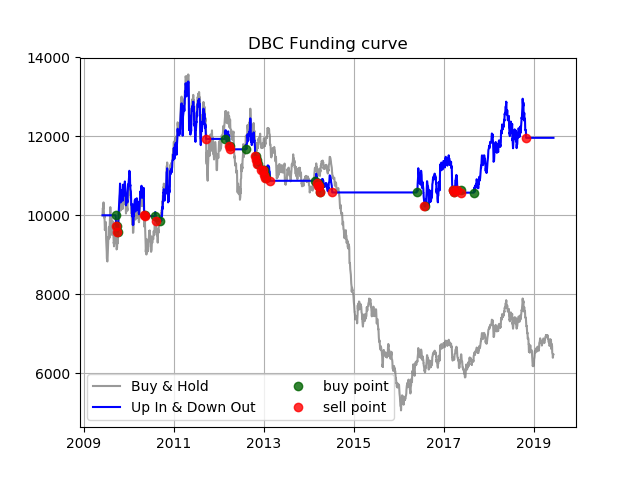 DBC Funding curve
14000
12000
10000
8000
6000
Buy & Hold
Up In & Down Out
buy point
sell point
2009 2011 2013 2015 2017 2019